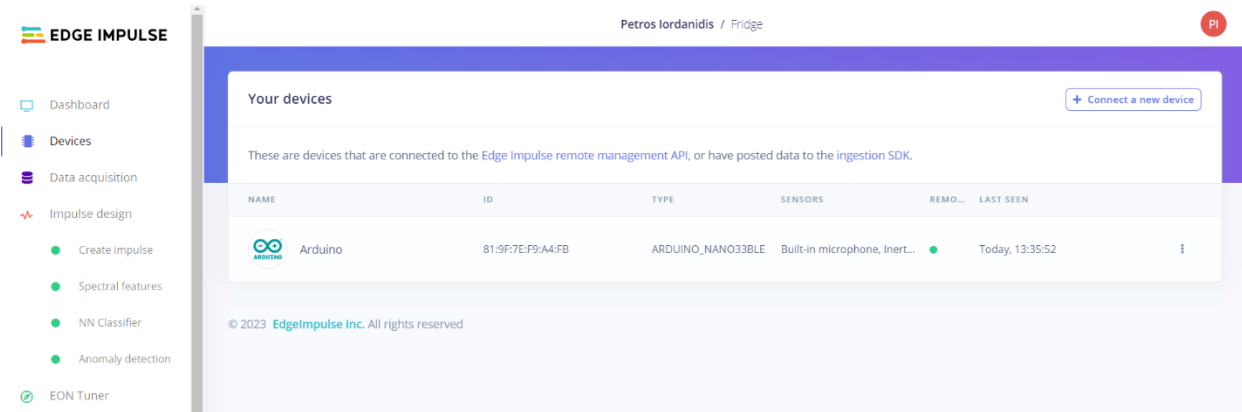 EDGE IMPULSE
Petros Iordanidis / Fridge
PI
Dashboard
Devices
Data acquisition
Impulse design
Create impulse
Spectral features
NN Classifier
Anomaly detection
EON Tuner
Your devices
+ Connect a new device
These are devices that are connected to the Edge Impulse remote management API, or have posted data to the ingestion SDK.
NAME ID TYPE SENSORS REMO... LAST SEEN
ARDUINO
Arduino 81:9F:7E:F9:A4:FB ARDUINO_NANO33BLE Built-in microphone, Inert... Today, 13:35:52
© 2023 EdgeImpulse Inc. All rights reserved